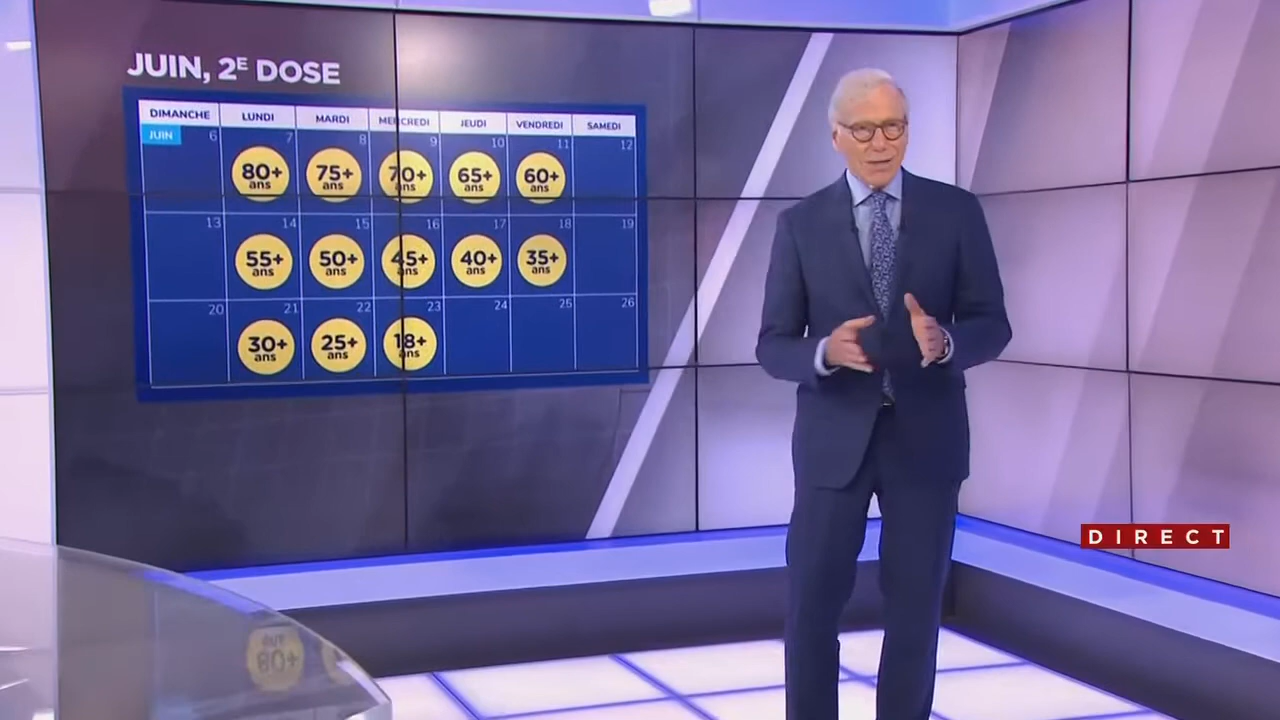 JUIN, 2E DOSE
DIMANCHE LUNDI MARDI MERCREDI JEUDI VENDREDI SAMEDI
JUIN 6 7 8 9 10 11 12
80+ 75+ 70+ 65+ 60+
ans ans ans ans ans
13 14 15 16 17 18 19
55+ 50+ 45+ 40+ 35+
ans ans ans ans ans
20 21 22 23 24 25 26
30+ 25+ 18+
ans ans ans
DIRECT
80+
ans